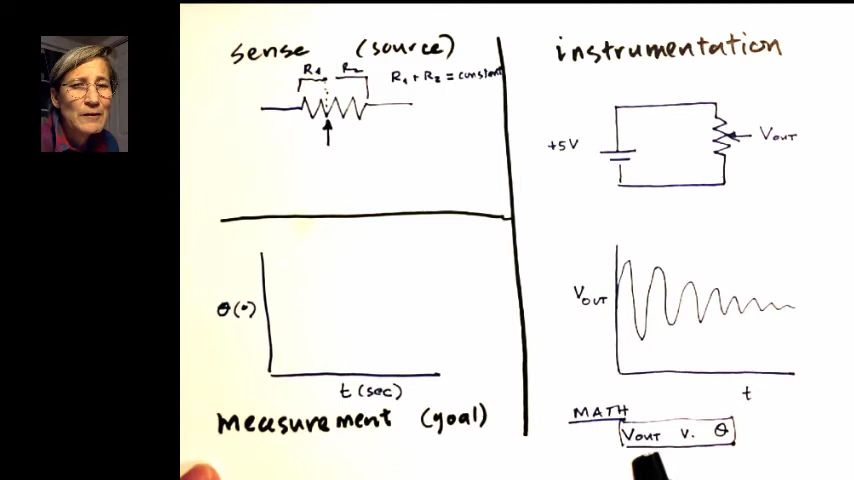 sense (source)
R1 R2 R1 + R2 = constant
instrumentation
+5V
VOUT
θ(°)
t (sec)
measurement (goal)
VOUT
t
MATH
VOUT v. θ